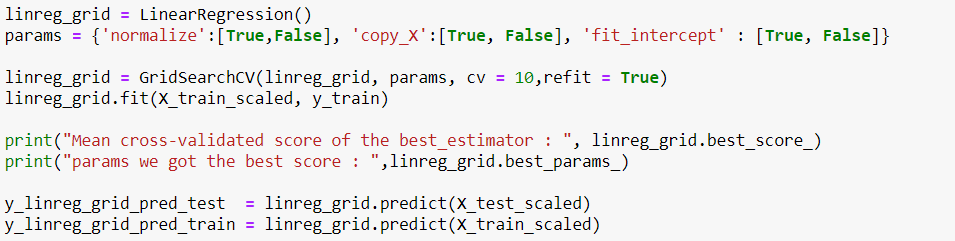 linreg_grid = LinearRegression()
params = {'normalize':[True,False], 'copy_X':[True, False], 'fit_intercept' : [True, False]}
linreg_grid = GridSearchCV(linreg_grid, params, cv = 10,refit = True)
linreg_grid.fit(X_train_scaled, y_train)
print("Mean cross-validated score of the best_estimator : ", linreg_grid.best_score_)
print("params we got the best score : ",linreg_grid.best_params_)
y_linreg_grid_pred_test  = linreg_grid.predict(X_test_scaled)
y_linreg_grid_pred_train = linreg_grid.predict(X_train_scaled)